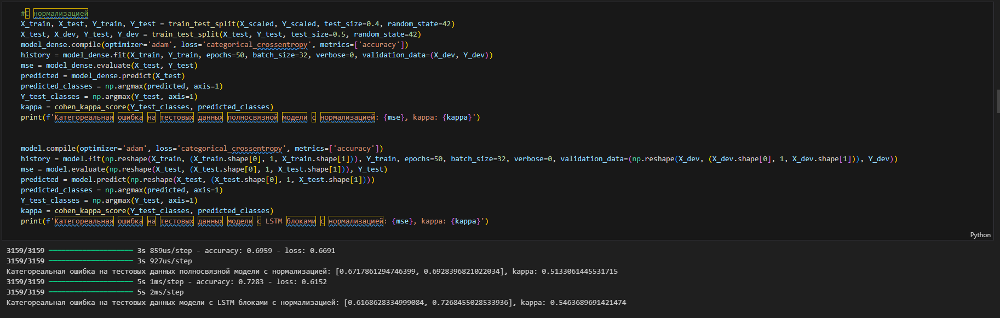 #С нормализацией
X_train, X_test, Y_train, Y_test = train_test_split(X_scaled, Y_scaled, test_size=0.4, random_state=42)
X_test, X_dev, Y_test, Y_dev = train_test_split(X_test, Y_test, test_size=0.5, random_state=42)
model_dense.compile(optimizer='adam', loss='categorical_crossentropy', metrics=['accuracy'])
history = model_dense.fit(X_train, Y_train, epochs=50, batch_size=32, verbose=0, validation_data=(X_dev, Y_dev))
mse = model_dense.evaluate(X_test, Y_test)
predicted = model_dense.predict(X_test)
predicted_classes = np.argmax(predicted, axis=1)
Y_test_classes = np.argmax(Y_test, axis=1)
kappa = cohen_kappa_score(Y_test_classes, predicted_classes)
print(f'Категореальная ошибка на тестовых данных полносвязной модели с нормализацией: {mse}, kappa: {kappa}')
model.compile(optimizer='adam', loss='categorical_crossentropy', metrics=['accuracy'])
history = model.fit(np.reshape(X_train, (X_train.shape[0], 1, X_train.shape[1])), Y_train, epochs=50, batch_size=32, verbose=0, validation_data=(np.reshape(X_dev, (X_dev.shape[0], 1, X_dev.shape[1])), Y_dev))
mse = model.evaluate(np.reshape(X_test, (X_test.shape[0], 1, X_test.shape[1])), Y_test)
predicted = model.predict(np.reshape(X_test, (X_test.shape[0], 1, X_test.shape[1])))
predicted_classes = np.argmax(predicted, axis=1)
Y_test_classes = np.argmax(Y_test, axis=1)
kappa = cohen_kappa_score(Y_test_classes, predicted_classes)
print(f'Категореальная ошибка на тестовых данных модели с LSTM блоками с нормализацией: {mse}, kappa: {kappa}')
Python
3159/3159 ━━━━━━━━━━━━━━━━━━━━ 3s 859us/step - accuracy: 0.6959 - loss: 0.6691
3159/3159 ━━━━━━━━━━━━━━━━━━━━ 3s 927us/step
Категореальная ошибка на тестовых данных полносвязной модели с нормализацией: [0.6717861294746399, 0.6928396821022034], kappa: 0.5133061445531715
3159/3159 ━━━━━━━━━━━━━━━━━━━━ 5s 1ms/step - accuracy: 0.7283 - loss: 0.6152
3159/3159 ━━━━━━━━━━━━━━━━━━━━ 5s 2ms/step
Категореальная ошибка на тестовых данных модели с LSTM блоками с нормализацией: [0.6168628334999084, 0.7268455028533936], kappa: 0.5463689691421474